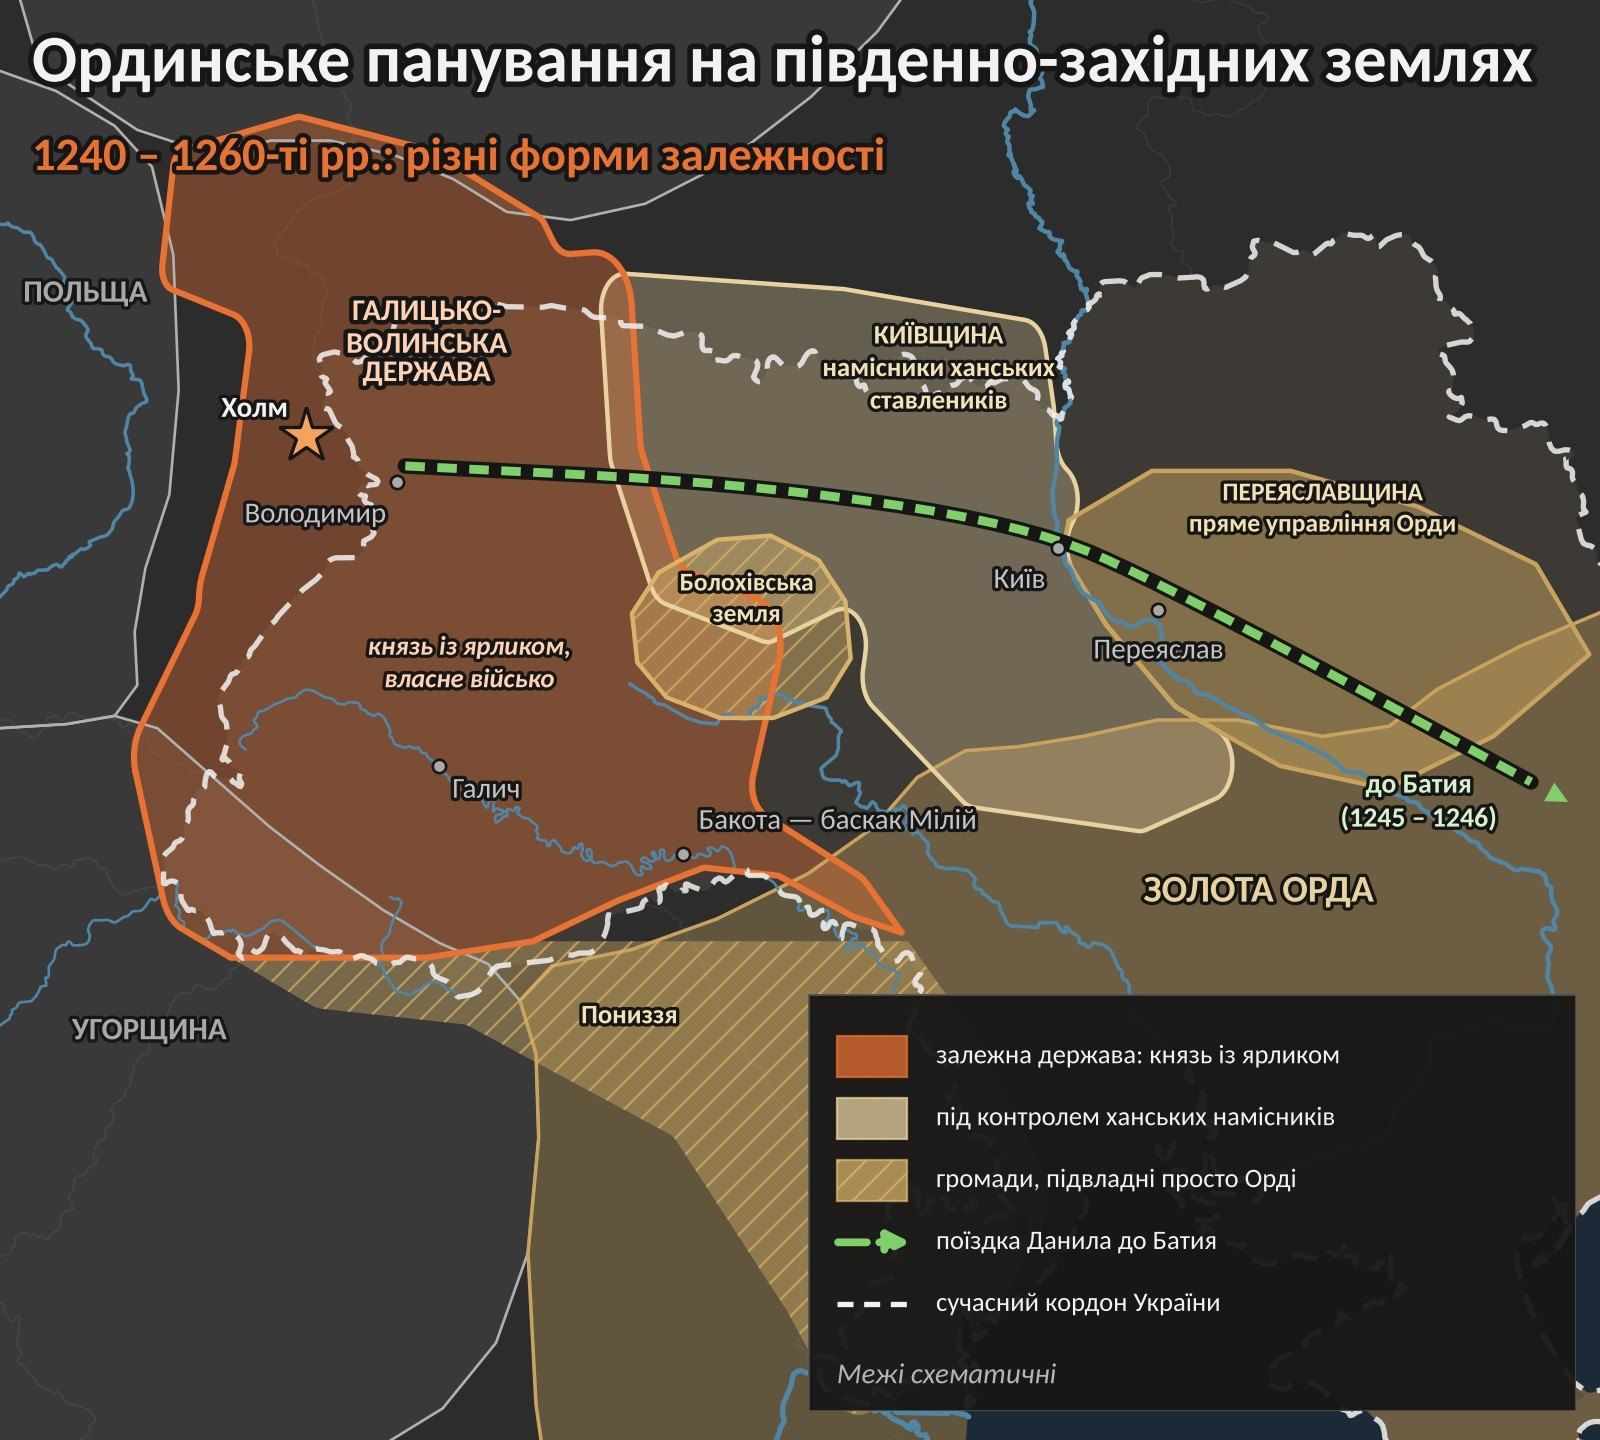 Ординське панування на південно-західних землях
1240 – 1260-ті рр.: різні форми залежності
ПОЛЬЩА
ГАЛИЦЬКО-
ВОЛИНСЬКА
ДЕРЖАВА
КИЇВЩИНА
намісники ханських
ставлеників
Холм
Володимир
ПЕРЕЯСЛАВЩИНА
пряме управління Орди
Київ
Болохівська
земля
Переяслав
князь із ярликом,
власне військо
Галич
Бакота — баскак Мілій
до Батия
(1245 – 1246)
ЗОЛОТА ОРДА
УГОРЩИНА
Пониззя
залежна держава: князь із ярликом
під контролем ханських намісників
громади, підвладні просто Орді
поїздка Данила до Батия
сучасний кордон України
Межі схематичні